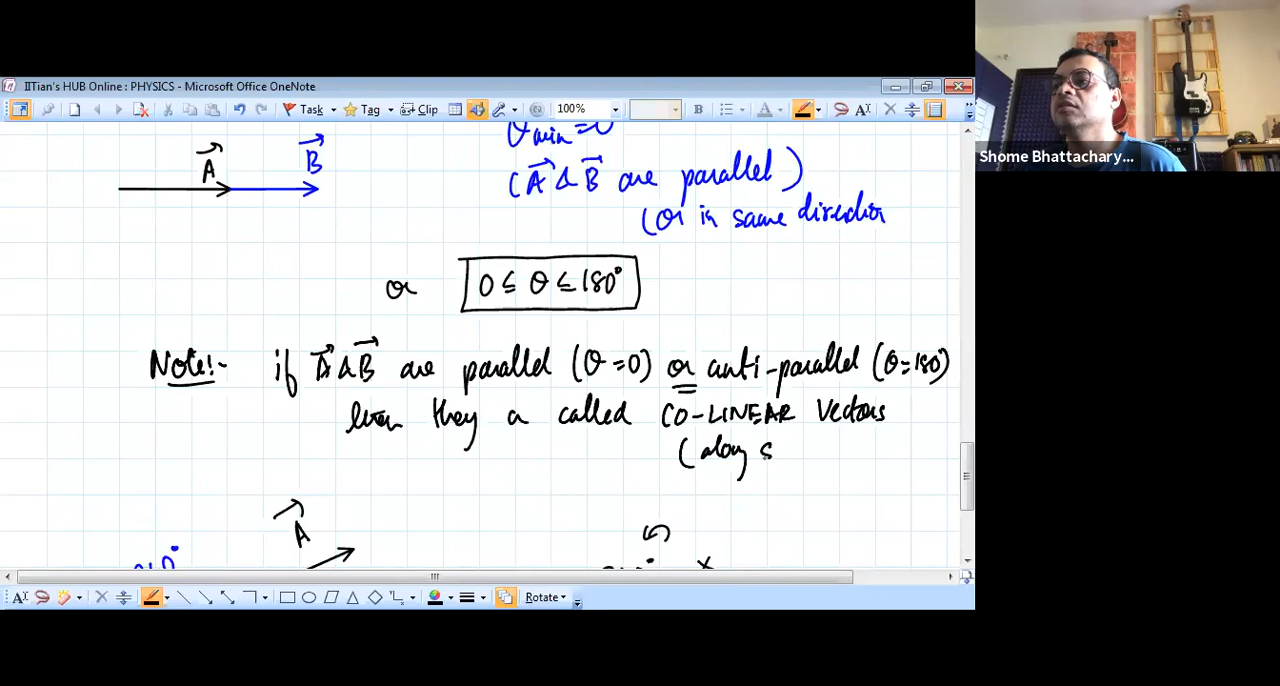 IITian's HUB Online : PHYSICS - Microsoft Office OneNote
Task Tag Clip 100% B A
θmin=0
A B
(A & B are parallel)
(or in same direction
or 0 ≤ θ ≤ 180°
Note:- if A & B are parallel (θ=0) or anti-parallel (θ=180°)
they a called CO-LINEAR Vectors
(along s
A
Rotate
Shome Bhattachary...